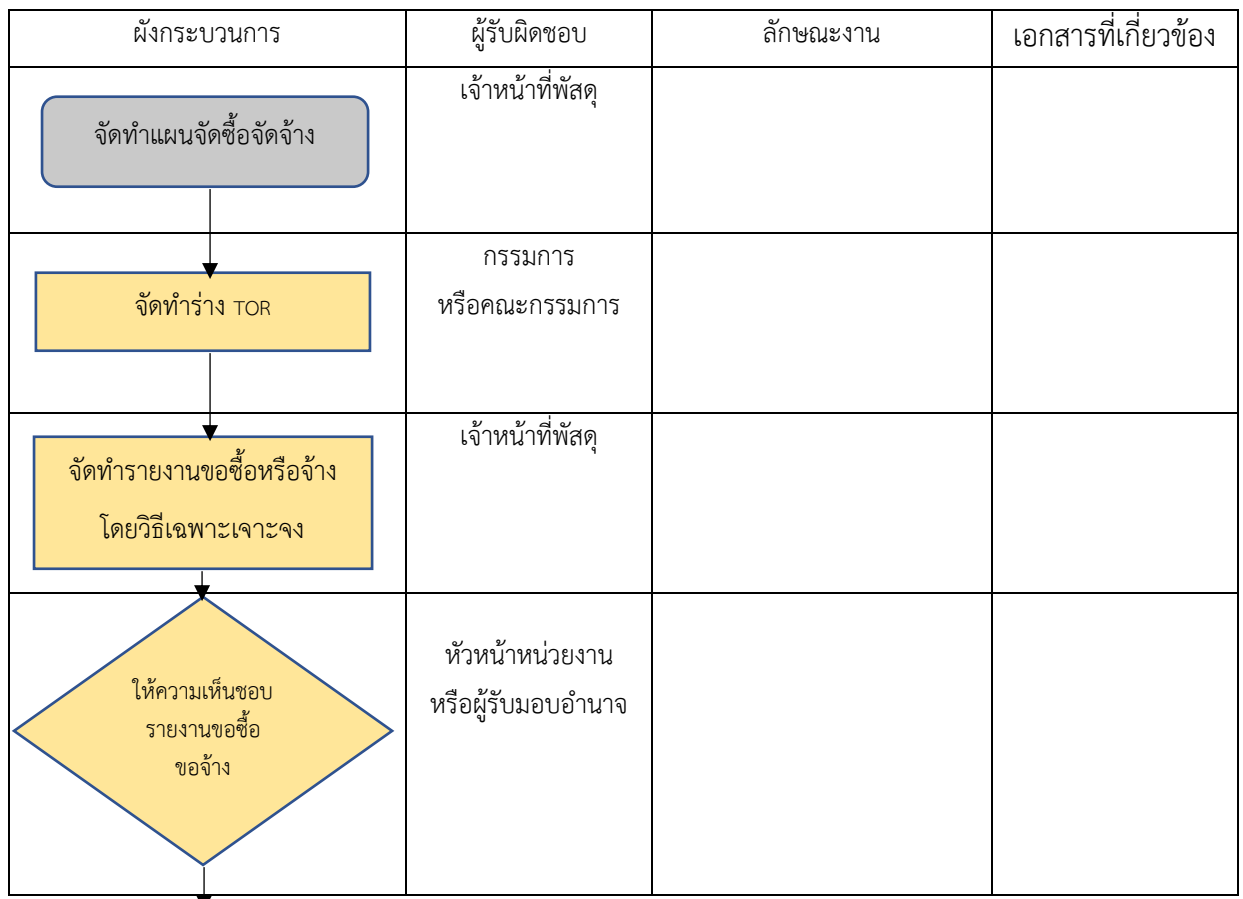 ผังกระบวนการ
ผู้รับผิดชอบ
ลักษณะงาน
เอกสารที่เกี่ยวข้อง
จัดทำแผนจัดซื้อจัดจ้าง
เจ้าหน้าที่พัสดุ
จัดทำร่าง TOR
กรรมการ
หรือคณะกรรมการ
จัดทำรายงานขอซื้อหรือจ้าง
โดยวิธีเฉพาะเจาะจง
เจ้าหน้าที่พัสดุ
ให้ความเห็นชอบ
รายงานขอซื้อ
ขอจ้าง
หัวหน้าหน่วยงาน
หรือผู้รับมอบอำนาจ